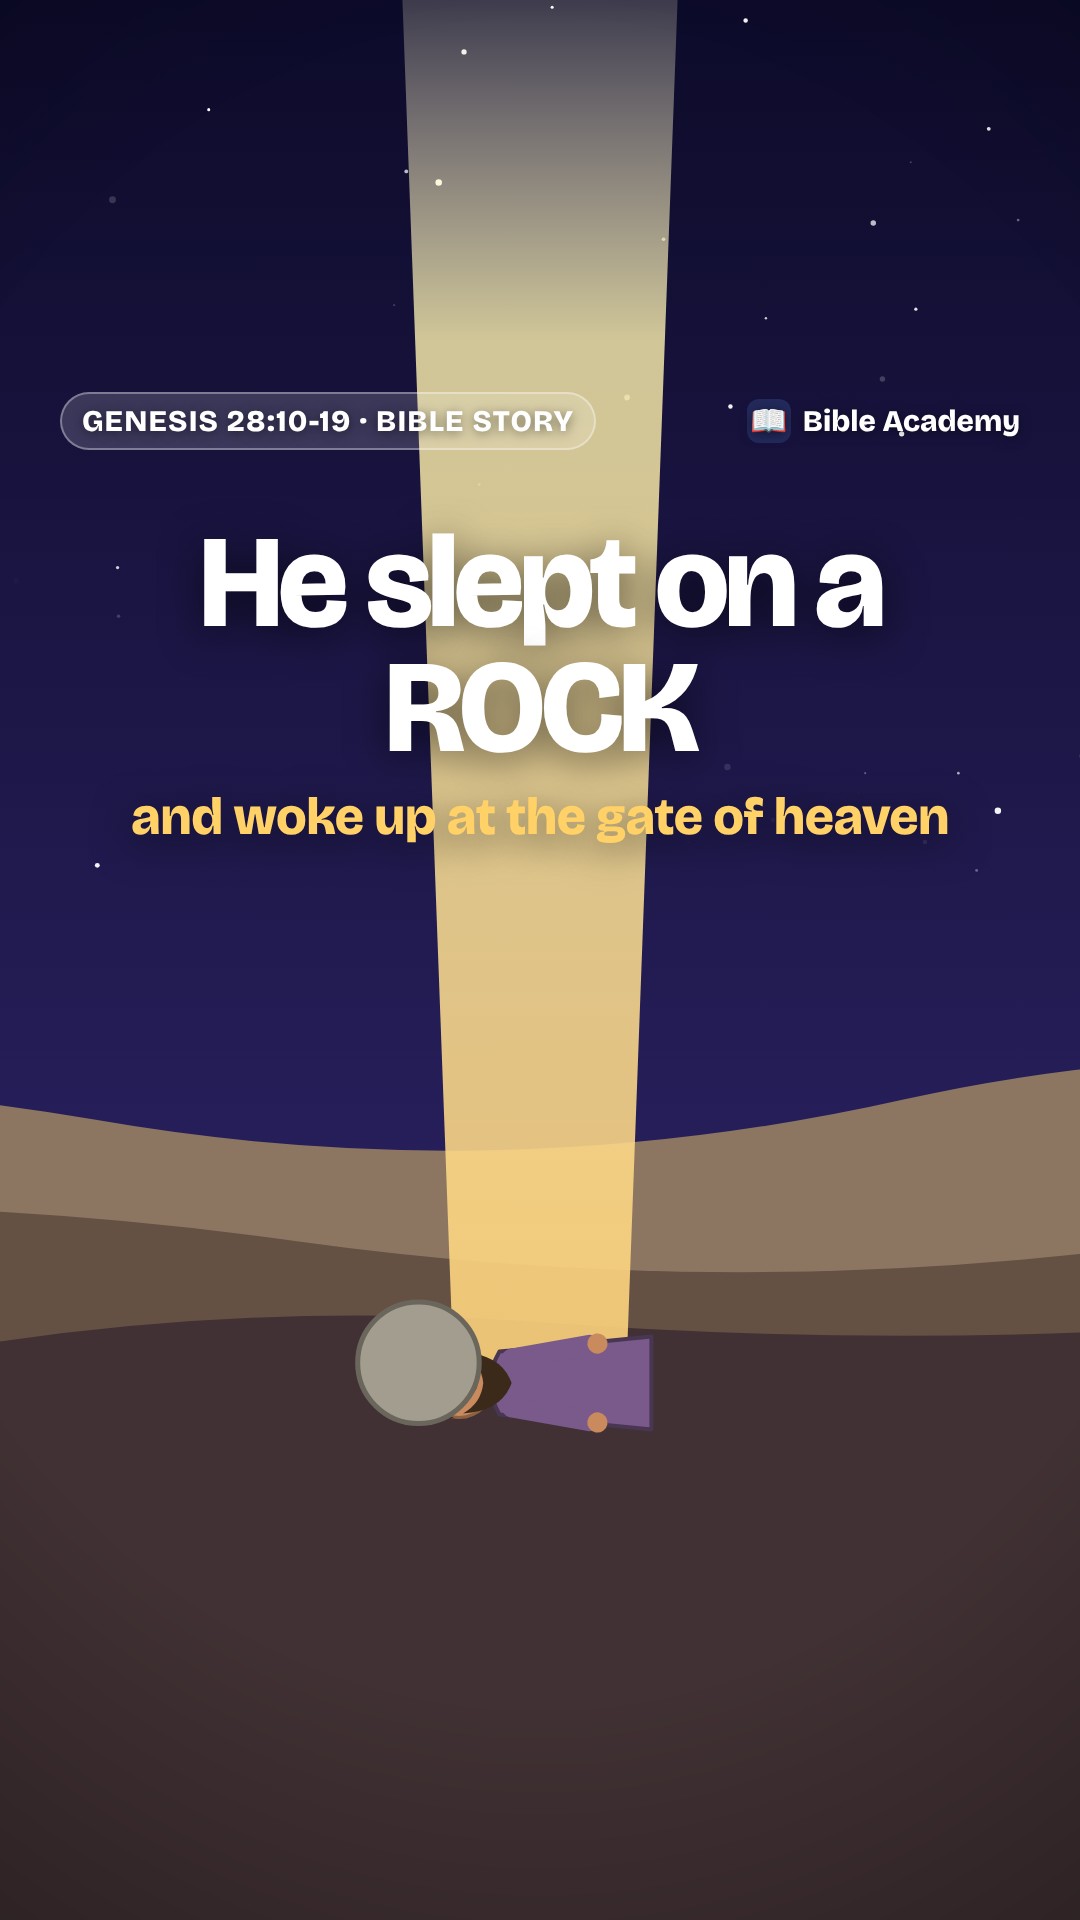 GENESIS 28:10-19 • BIBLE STORY
Bible Academy
He slept on a
ROCK
and woke up at the gate of heaven